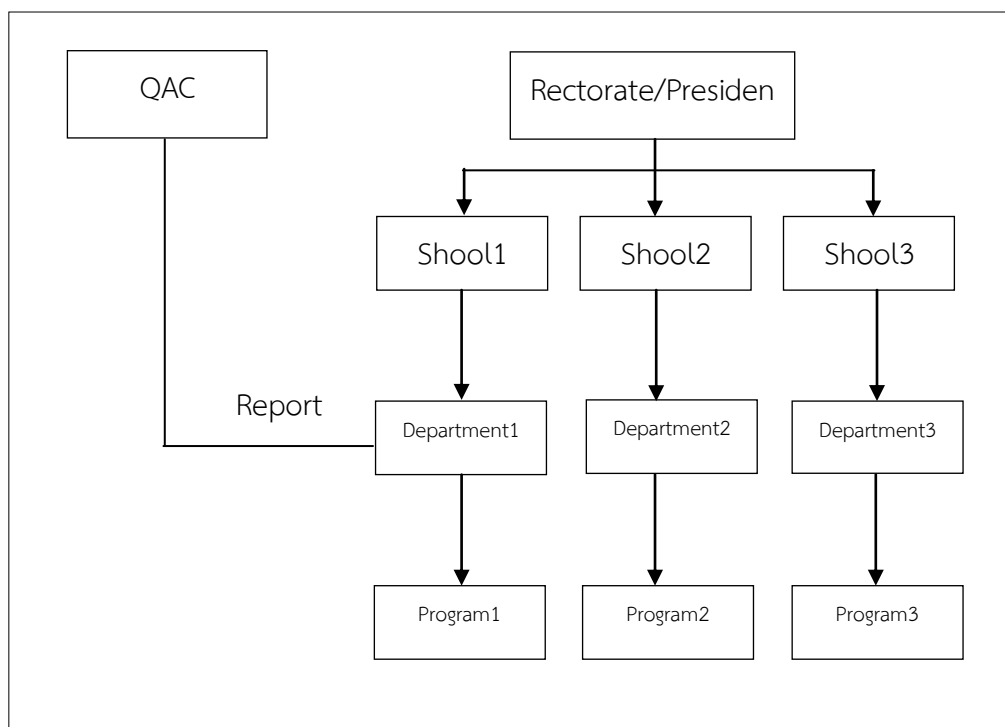 QAC
Rectorate/Presiden
Shool1
Shool2
Shool3
Report
Department1
Department2
Department3
Program1
Program2
Program3